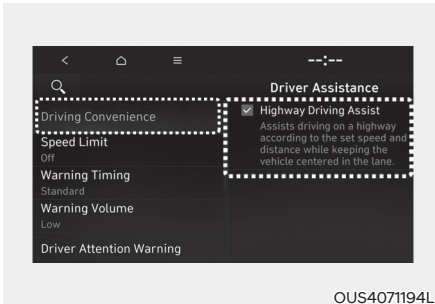 --:--
Driver Assistance
Driving Convenience
Speed Limit
Off
Warning Timing
Standard
Warning Volume
Low
Driver Attention Warning
Highway Driving Assist
Assists driving on a highway
according to the set speed and
distance while keeping the
vehicle centered in the lane.
OUS4071194L